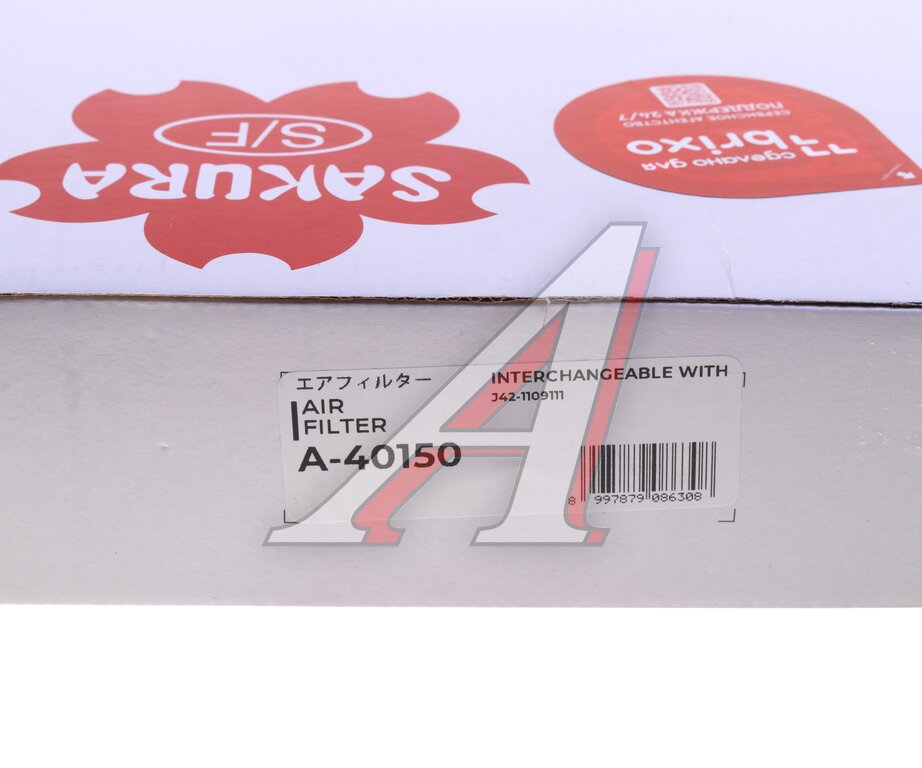 SAKURA
S/F
сделано для
brixo
СЕРВИСНОЕ АГЕНТСТВО
ПОДДЕРЖКА 24/7
エアフィルター
AIR
FILTER
A-40150
INTERCHANGEABLE WITH
J42-1109111
8 997879 086308